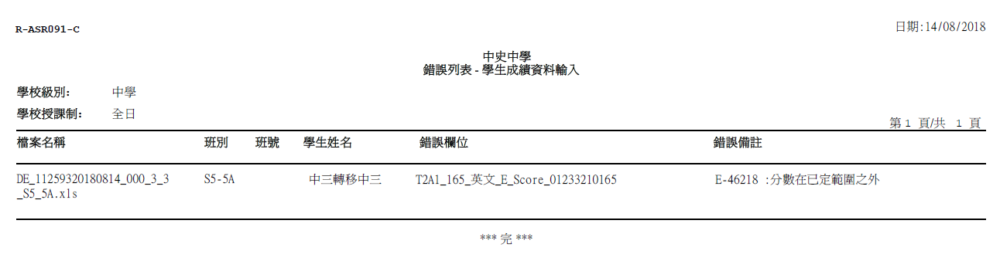 R-ASR091-C
日期:14/08/2018
中史中學
錯誤列表 - 學生成績資料輸入
學校級別: 中學
學校授課制: 全日
第 1 頁/共 1 頁
檔案名稱 班別 班號 學生姓名 錯誤欄位 錯誤備註
DE_11259320180814_000_3_3 S5-5A 中三轉移中三 T2A1_165_英文_E_Score_01233210165 E-46218 :分數在已定範圍之外
_S5_5A.xls
*** 完 ***